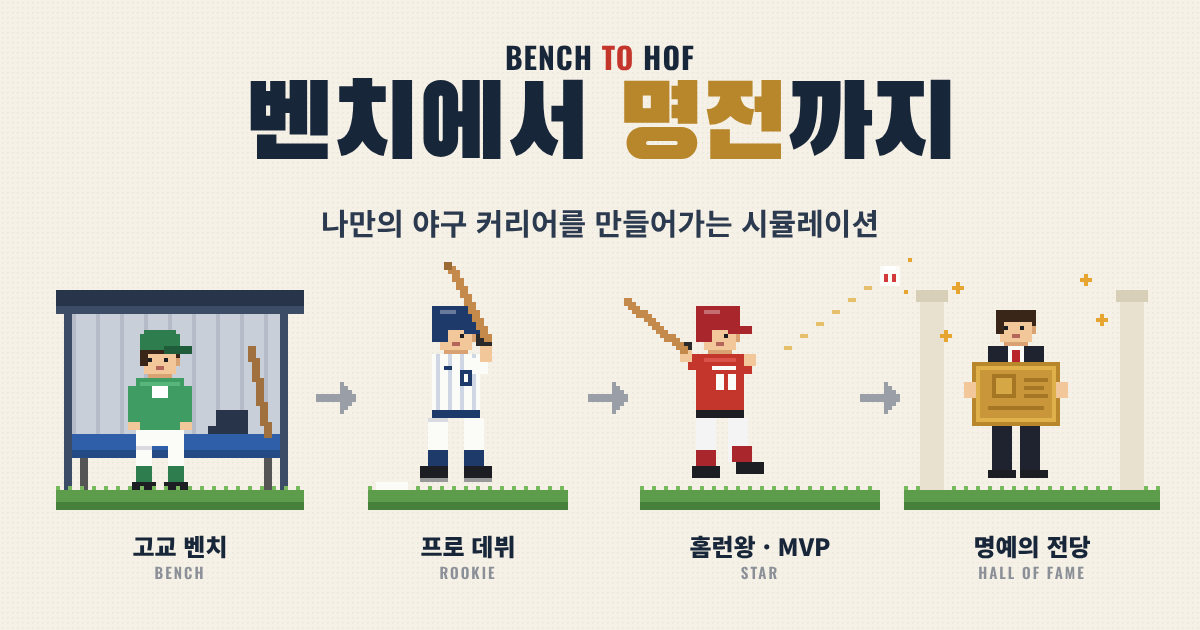 BENCH TO HOF
벤치에서 명전까지
나만의 야구 커리어를 만들어가는 시뮬레이션
고교 벤치
BENCH
프로 데뷔
ROOKIE
홈런왕 · MVP
STAR
명예의 전당
HALL OF FAME